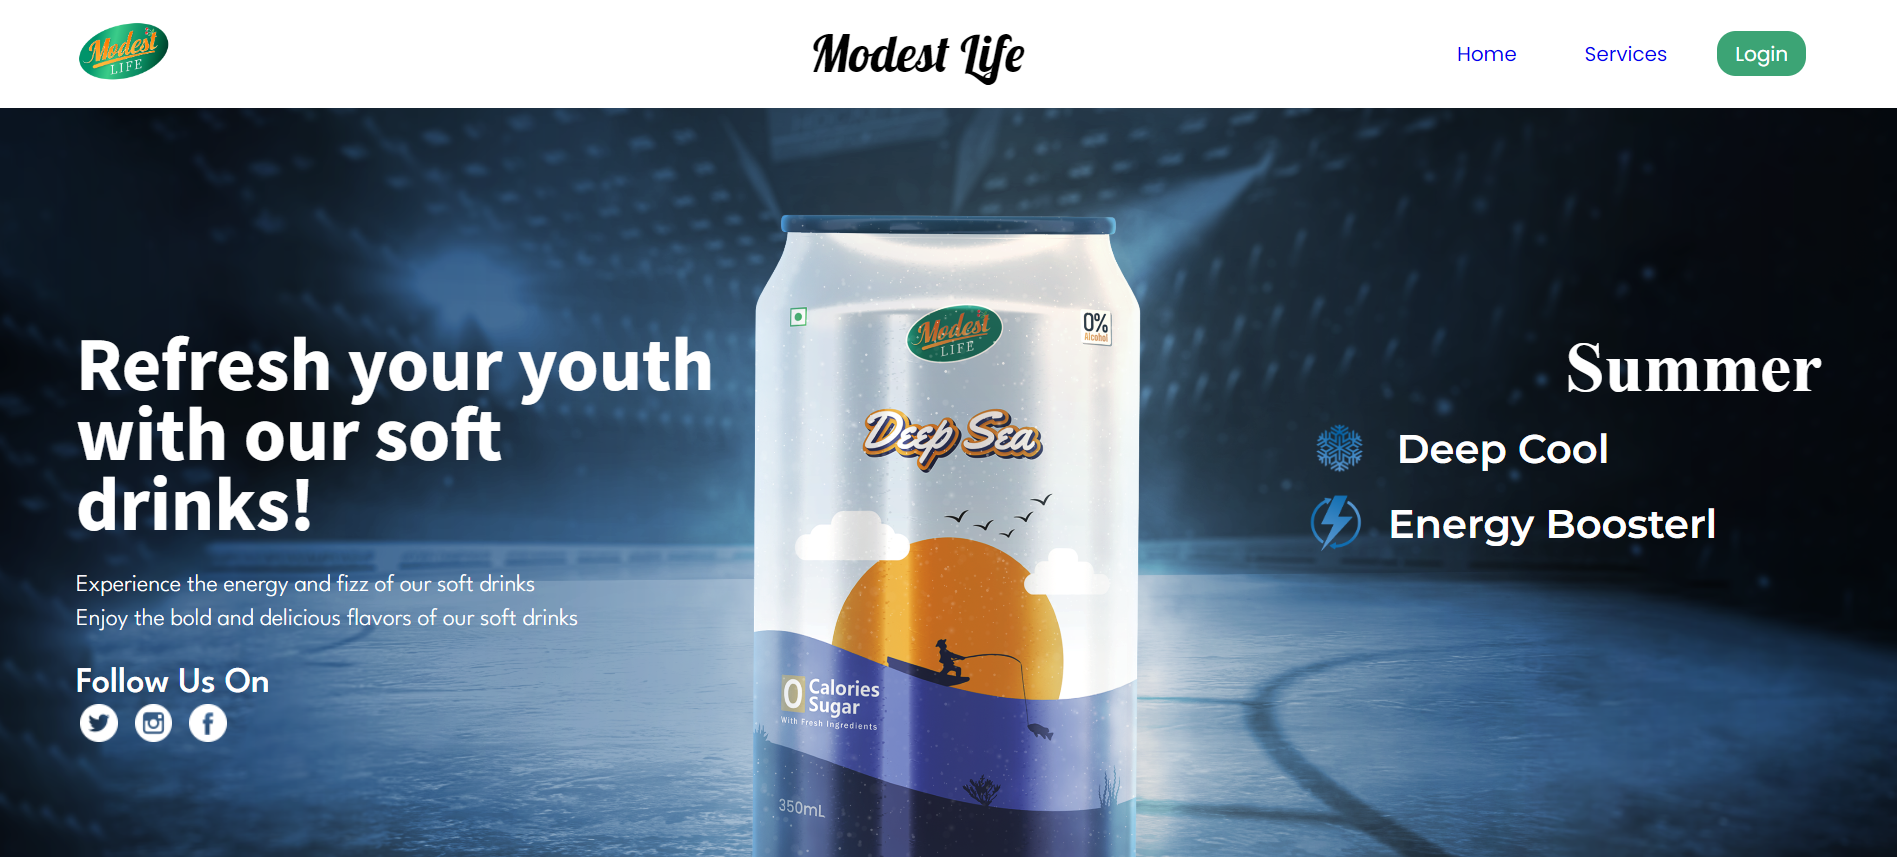 Modest
LIFE
Modest Life
Home
Services
Login
Refresh your youth
with our soft
drinks!
Experience the energy and fizz of our soft drinks
Enjoy the bold and delicious flavors of our soft drinks
Follow Us On
Modest
LIFE
0%
Alcohol
Deep Sea
0 Calories
Sugar
With Fresh Ingredients
350mL
Summer
Deep Cool
Energy Boosterl